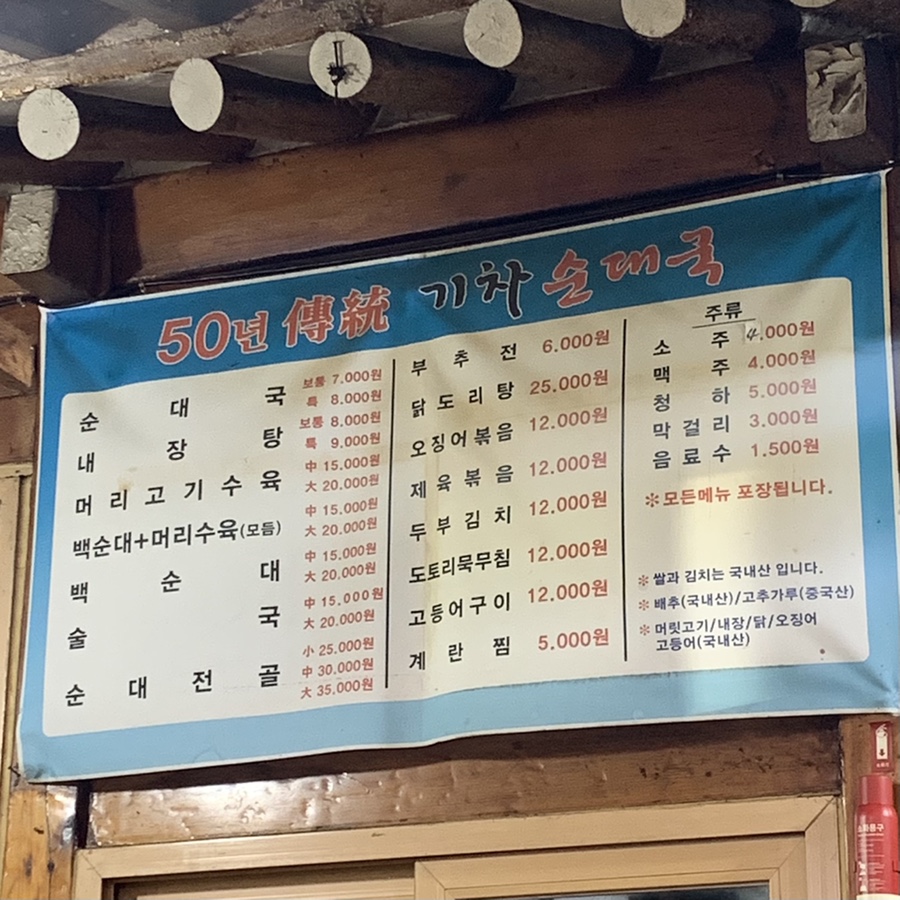 50년 傳統 기차순대국
순대국 보통 7.000원
특 8.000원
내장탕 보통 8.000원
특 9.000원
머리고기수육 中 15.000원
大 20.000원
백순대+머리수육(모듬) 中 15.000원
大 20.000원
백순대 中 15.000원
大 20.000원
술국 中 15.000원
大 20.000원
순대전골 小 25.000원
中 30.000원
大 35.000원
부추전 6.000원
닭도리탕 25.000원
오징어볶음 12.000원
제육볶음 12.000원
두부김치 12.000원
도토리묵무침 12.000원
고등어구이 12.000원
계란찜 5.000원
주류
소주 4.000원
맥주 4.000원
청하 5.000원
막걸리 3.000원
음료수 1.500원
※모든메뉴 포장됩니다.
※ 쌀과 김치는 국내산 입니다.
※ 배추(국내산)/고추가루(중국산)
※ 머릿고기/내장/닭/오징어
고등어(국내산)